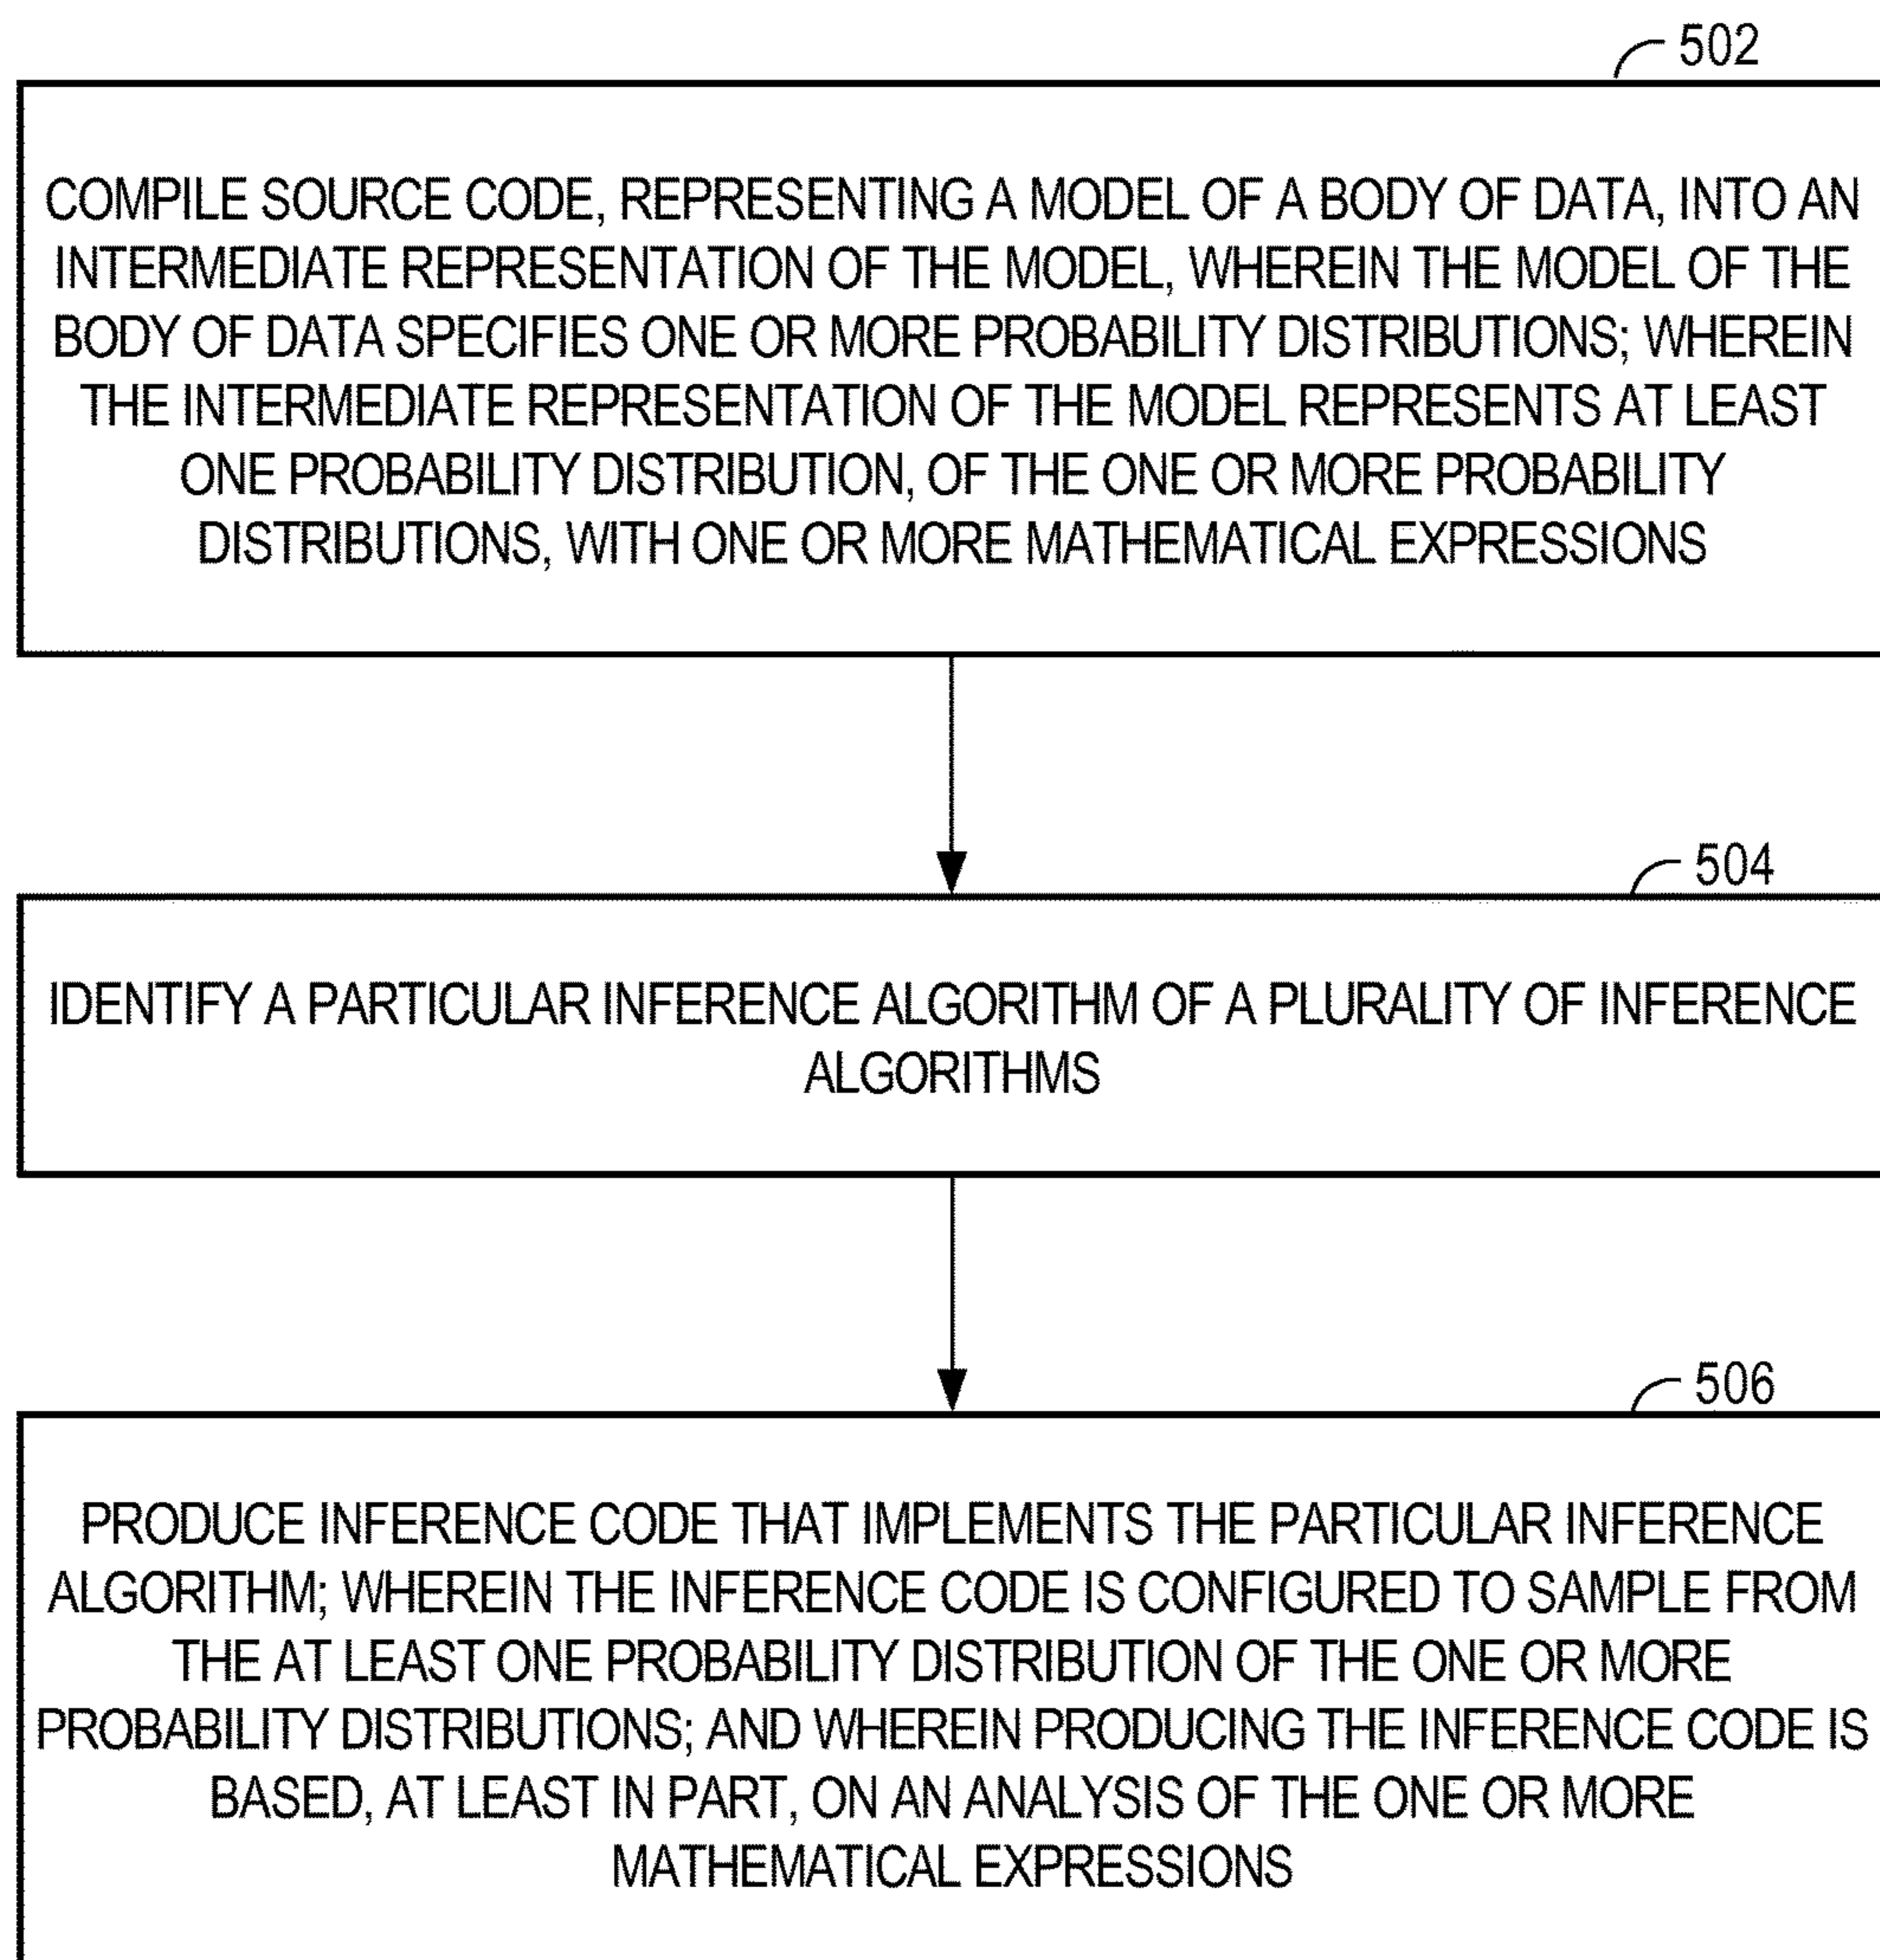 502
COMPILE SOURCE CODE, REPRESENTING A MODEL OF A BODY OF DATA, INTO AN
INTERMEDIATE REPRESENTATION OF THE MODEL, WHEREIN THE MODEL OF THE
BODY OF DATA SPECIFIES ONE OR MORE PROBABILITY DISTRIBUTIONS; WHEREIN
THE INTERMEDIATE REPRESENTATION OF THE MODEL REPRESENTS AT LEAST
ONE PROBABILITY DISTRIBUTION, OF THE ONE OR MORE PROBABILITY
DISTRIBUTIONS, WITH ONE OR MORE MATHEMATICAL EXPRESSIONS
504
IDENTIFY A PARTICULAR INFERENCE ALGORITHM OF A PLURALITY OF INFERENCE
ALGORITHMS
506
PRODUCE INFERENCE CODE THAT IMPLEMENTS THE PARTICULAR INFERENCE
ALGORITHM; WHEREIN THE INFERENCE CODE IS CONFIGURED TO SAMPLE FROM
THE AT LEAST ONE PROBABILITY DISTRIBUTION OF THE ONE OR MORE
PROBABILITY DISTRIBUTIONS; AND WHEREIN PRODUCING THE INFERENCE CODE IS
BASED, AT LEAST IN PART, ON AN ANALYSIS OF THE ONE OR MORE
MATHEMATICAL EXPRESSIONS